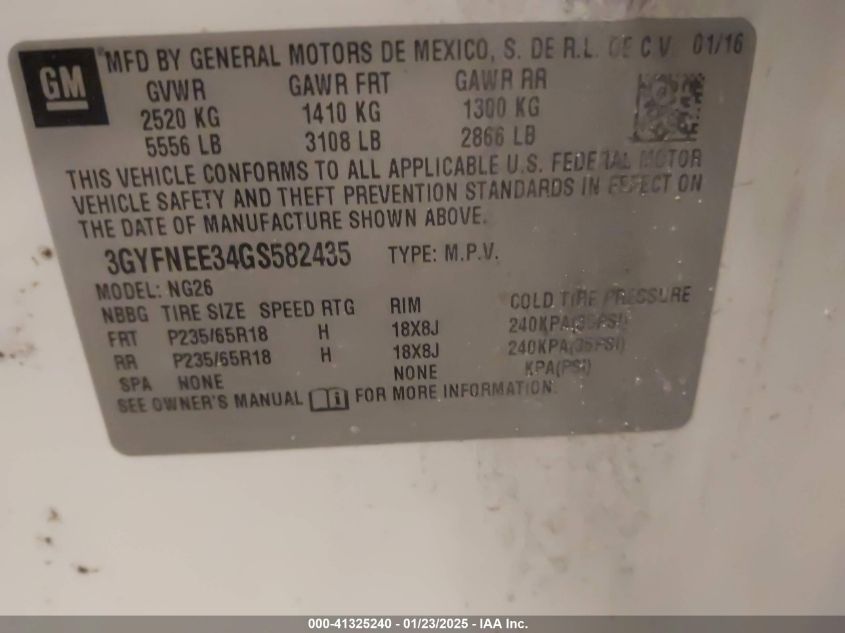 GM
MFD BY GENERAL MOTORS DE MEXICO, S. DE R.L. DE C V. 01/16
GVWR GAWR FRT GAWR RR
2520 KG 1410 KG 1300 KG
5556 LB 3108 LB 2866 LB
THIS VEHICLE CONFORMS TO ALL APPLICABLE U.S. FEDERAL MOTOR
VEHICLE SAFETY AND THEFT PREVENTION STANDARDS IN EFFECT ON
THE DATE OF MANUFACTURE SHOWN ABOVE.
3GYFNEE34GS582435 TYPE: M.P.V.
MODEL: NG26
NBBG TIRE SIZE SPEED RTG RIM COLD TIRE PRESSURE
FRT P235/65R18 H 18X8J 240KPA(35PSI)
RR P235/65R18 H 18X8J 240KPA(35PSI)
SPA NONE NONE KPA(PSI)
SEE OWNER'S MANUAL i FOR MORE INFORMATION.
000-41325240 - 01/23/2025 - IAA Inc.